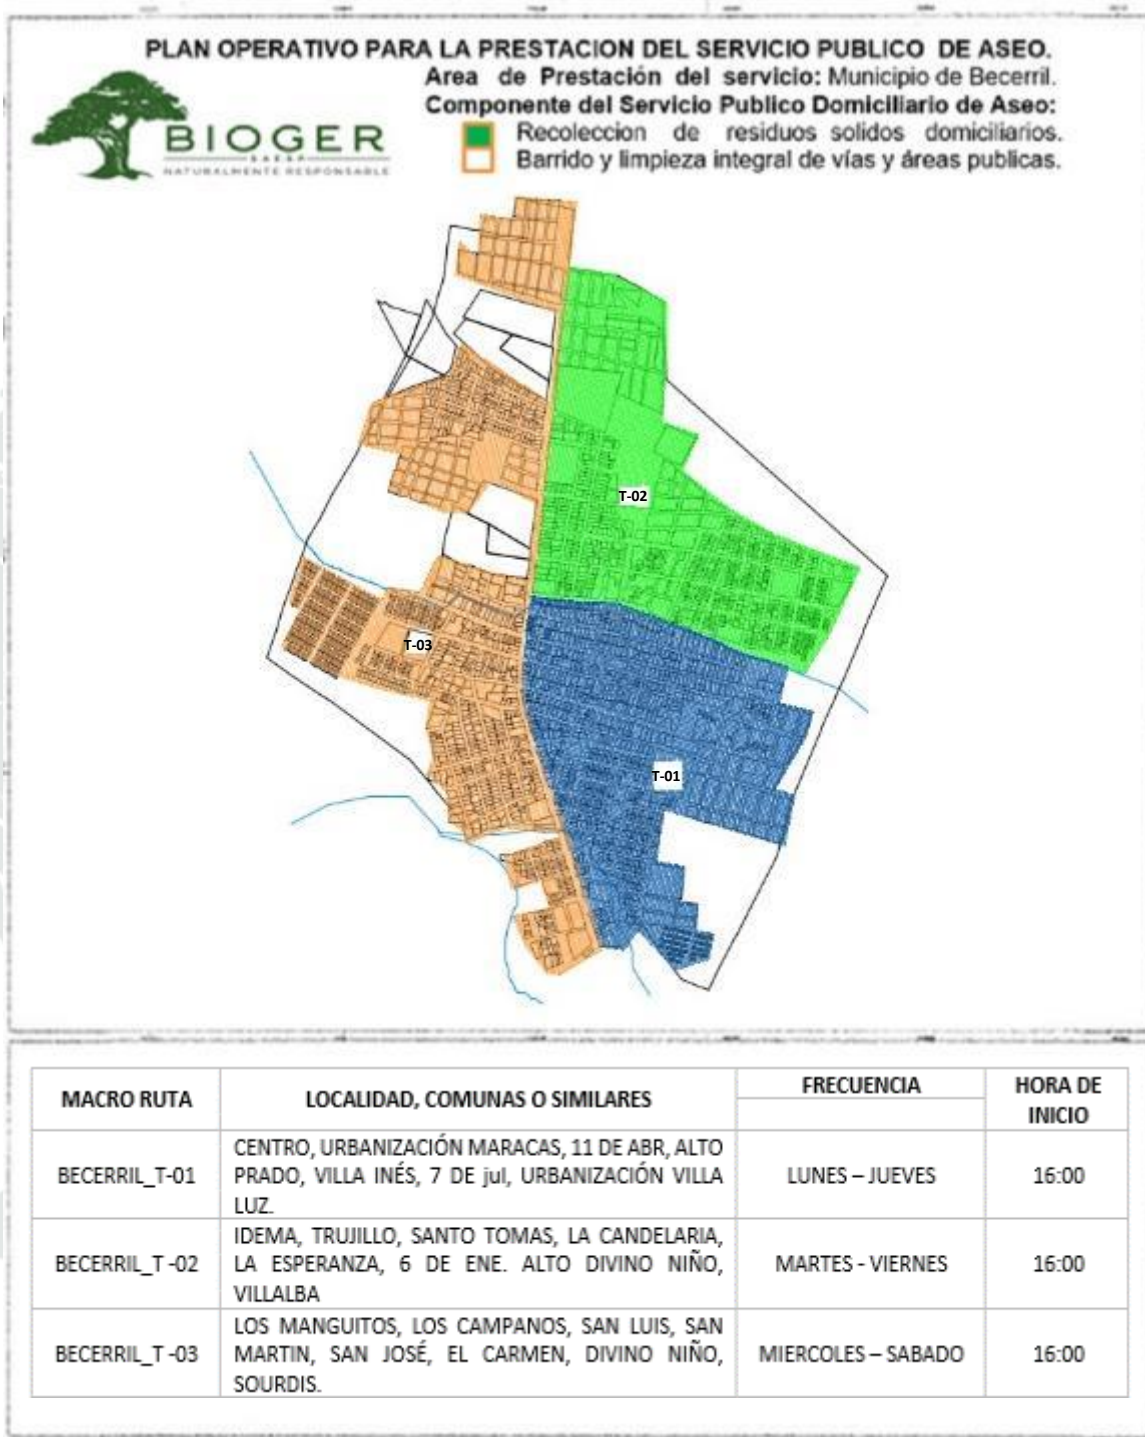 PLAN OPERATIVO PARA LA PRESTACION DEL SERVICIO PUBLICO DE ASEO.
Area de Prestación del servicio: Municipio de Becerril.
Componente del Servicio Publico Domiciliario de Aseo:
Recoleccion de residuos solidos domiciliarios.
Barrido y limpieza integral de vías y áreas publicas.
BIOGER
S.A.E.S.P
NATURALMENTE RESPONSABLE
T-02
T-03
T-01
MACRO RUTA
LOCALIDAD, COMUNAS O SIMILARES
FRECUENCIA
HORA DE
INICIO
BECERRIL_T-01
CENTRO, URBANIZACIÓN MARACAS, 11 DE ABR, ALTO
PRADO, VILLA INÉS, 7 DE jul, URBANIZACIÓN VILLA
LUZ.
LUNES – JUEVES
16:00
BECERRIL_T -02
IDEMA, TRUJILLO, SANTO TOMAS, LA CANDELARIA,
LA ESPERANZA, 6 DE ENE. ALTO DIVINO NIÑO,
VILLALBA
MARTES - VIERNES
16:00
BECERRIL_T -03
LOS MANGUITOS, LOS CAMPANOS, SAN LUIS, SAN
MARTIN, SAN JOSÉ, EL CARMEN, DIVINO NIÑO,
SOURDIS.
MIERCOLES – SABADO
16:00